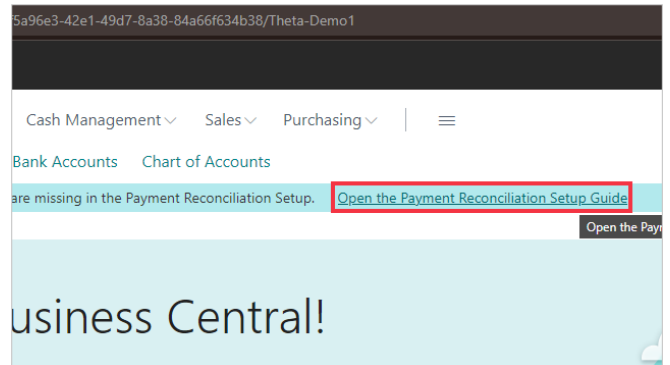 5a96e3-42e1-49d7-8a38-84a66f634b38/Theta-Demo1
Cash Management Sales Purchasing
Bank Accounts Chart of Accounts
are missing in the Payment Reconciliation Setup. Open the Payment Reconciliation Setup Guide
Open the Pay
usiness Central!